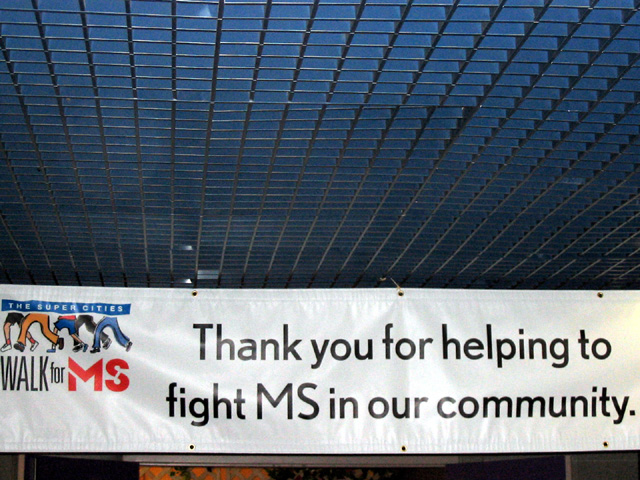 THE SUPER CITIES
WALK for MS
Thank you for helping to
fight MS in our community.